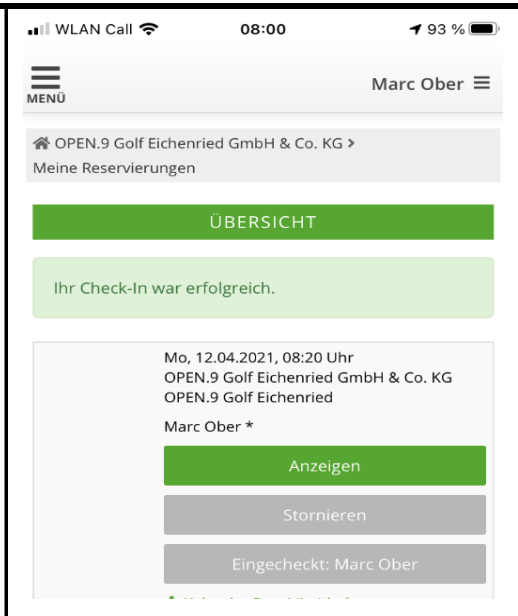 WLAN Call 08:00 93 %
MENÜ Marc Ober
OPEN.9 Golf Eichenried GmbH & Co. KG >
Meine Reservierungen
ÜBERSICHT
Ihr Check-In war erfolgreich.
Mo, 12.04.2021, 08:20 Uhr
OPEN.9 Golf Eichenried GmbH & Co. KG
OPEN.9 Golf Eichenried
Marc Ober *
Anzeigen
Stornieren
Eingecheckt: Marc Ober